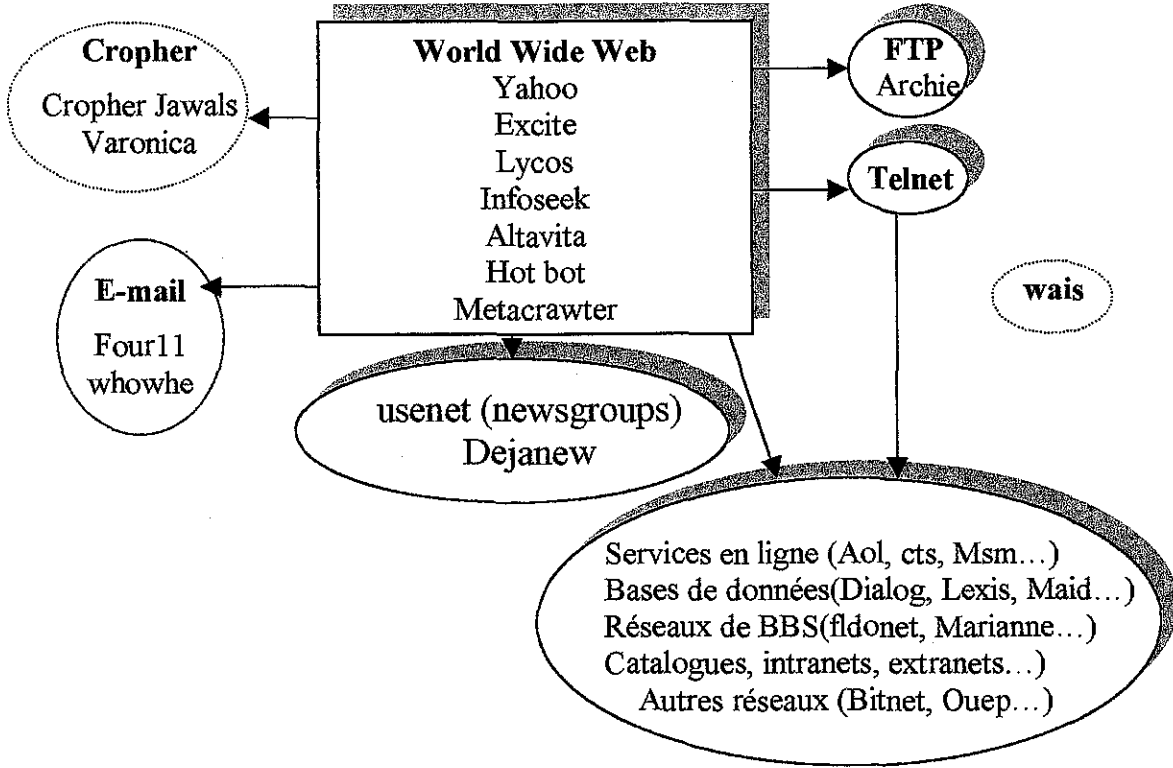 Cropher
Cropher Jawals
Varonica
World Wide Web
Yahoo
Excite
Lycos
Infoseek
Altavita
Hot bot
Metacrawter
FTP
Archie
Telnet
wais
E-mail
Four11
whowhe
usenet (newsgroups)
Dejanew
Services en ligne (Aol, cts, Msm…)
Bases de données(Dialog, Lexis, Maid…)
Réseaux de BBS(fldonet, Marianne…)
Catalogues, intranets, extranets…)
Autres réseaux (Bitnet, Ouep…)